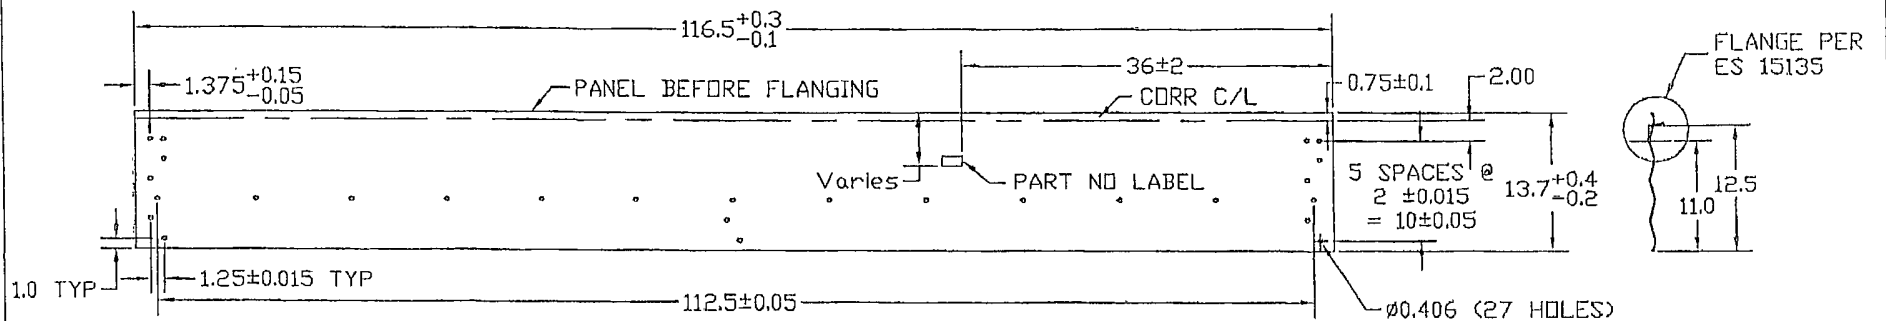 116.5+0.3
-0.1
FLANGE PER
ES 15135
36±2
1.375+0.15
-0.05
PANEL BEFORE FLANGING
CORR C/L
0.75±0.1
2.00
Varies
PART NO LABEL
5 SPACES @
2 ±0.015
= 10±0.05
13.7+0.4
-0.2
12.5
11.0
1.0 TYP
1.25±0.015 TYP
112.5±0.05
ø0.406 (27 HOLES)